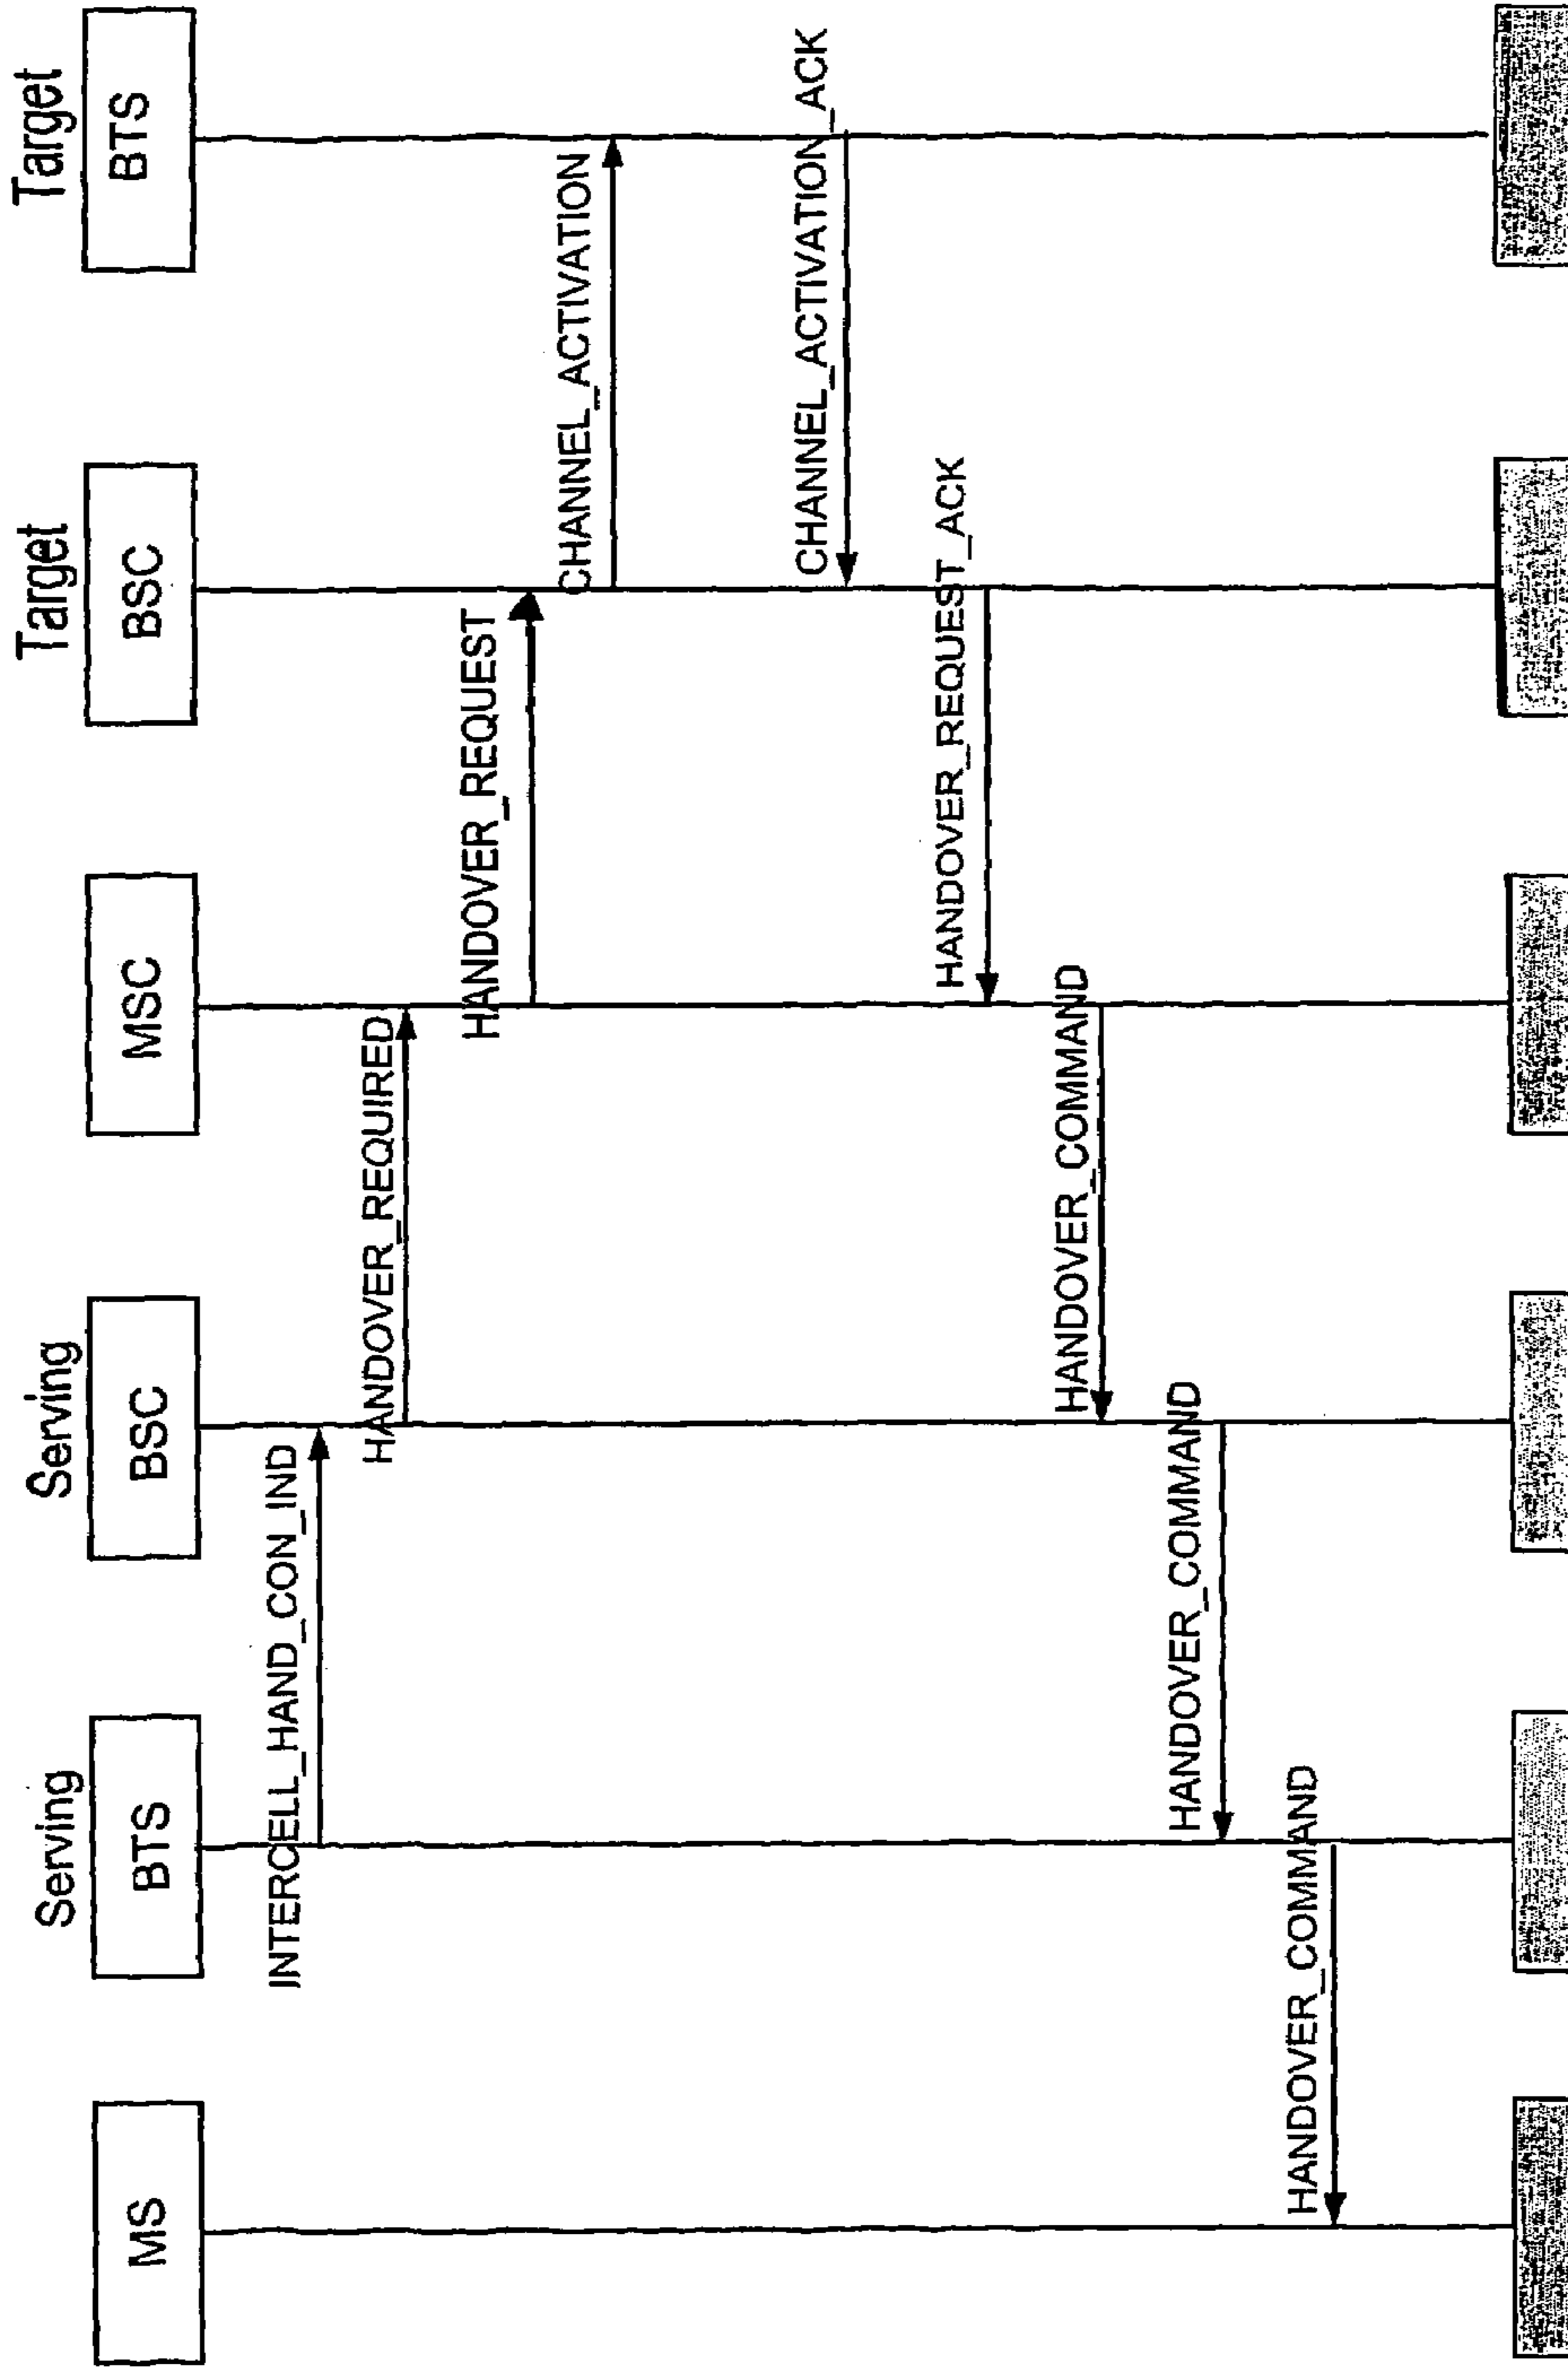 MS
Serving
BTS
Serving
BSC
MSC
Target
BSC
Target
BTS
INTERCELL_HAND_CON_IND
HANDOVER_REQUIRED
HANDOVER_REQUEST
CHANNEL_ACTIVATION
CHANNEL_ACTIVATION_ACK
HANDOVER_REQUEST_ACK
HANDOVER_COMMAND
HANDOVER_COMMAND
HANDOVER_COMMAND